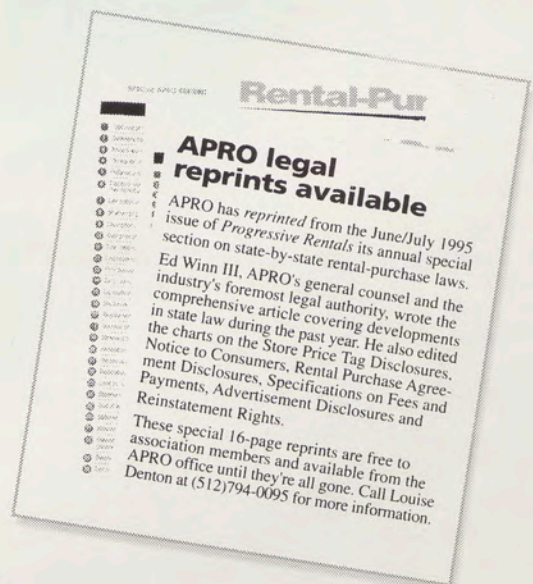 Rental-Pur
APRO legal
reprints available
APRO has reprinted from the June/July 1995
issue of Progressive Rentals its annual special
section on state-by-state rental-purchase laws.
Ed Winn III, APRO's general counsel and the
industry's foremost legal authority, wrote the
comprehensive article covering developments
in state law during the past year. He also edited
the charts on the Store Price Tag Disclosures,
Notice to Consumers, Rental Purchase Agree-
ment Disclosures, Specifications on Fees and
Payments, Advertisement Disclosures and
Reinstatement Rights.
These special 16-page reprints are free to
association members and available from the
APRO office until they're all gone. Call Louise
Denton at (512)794-0095 for more information.